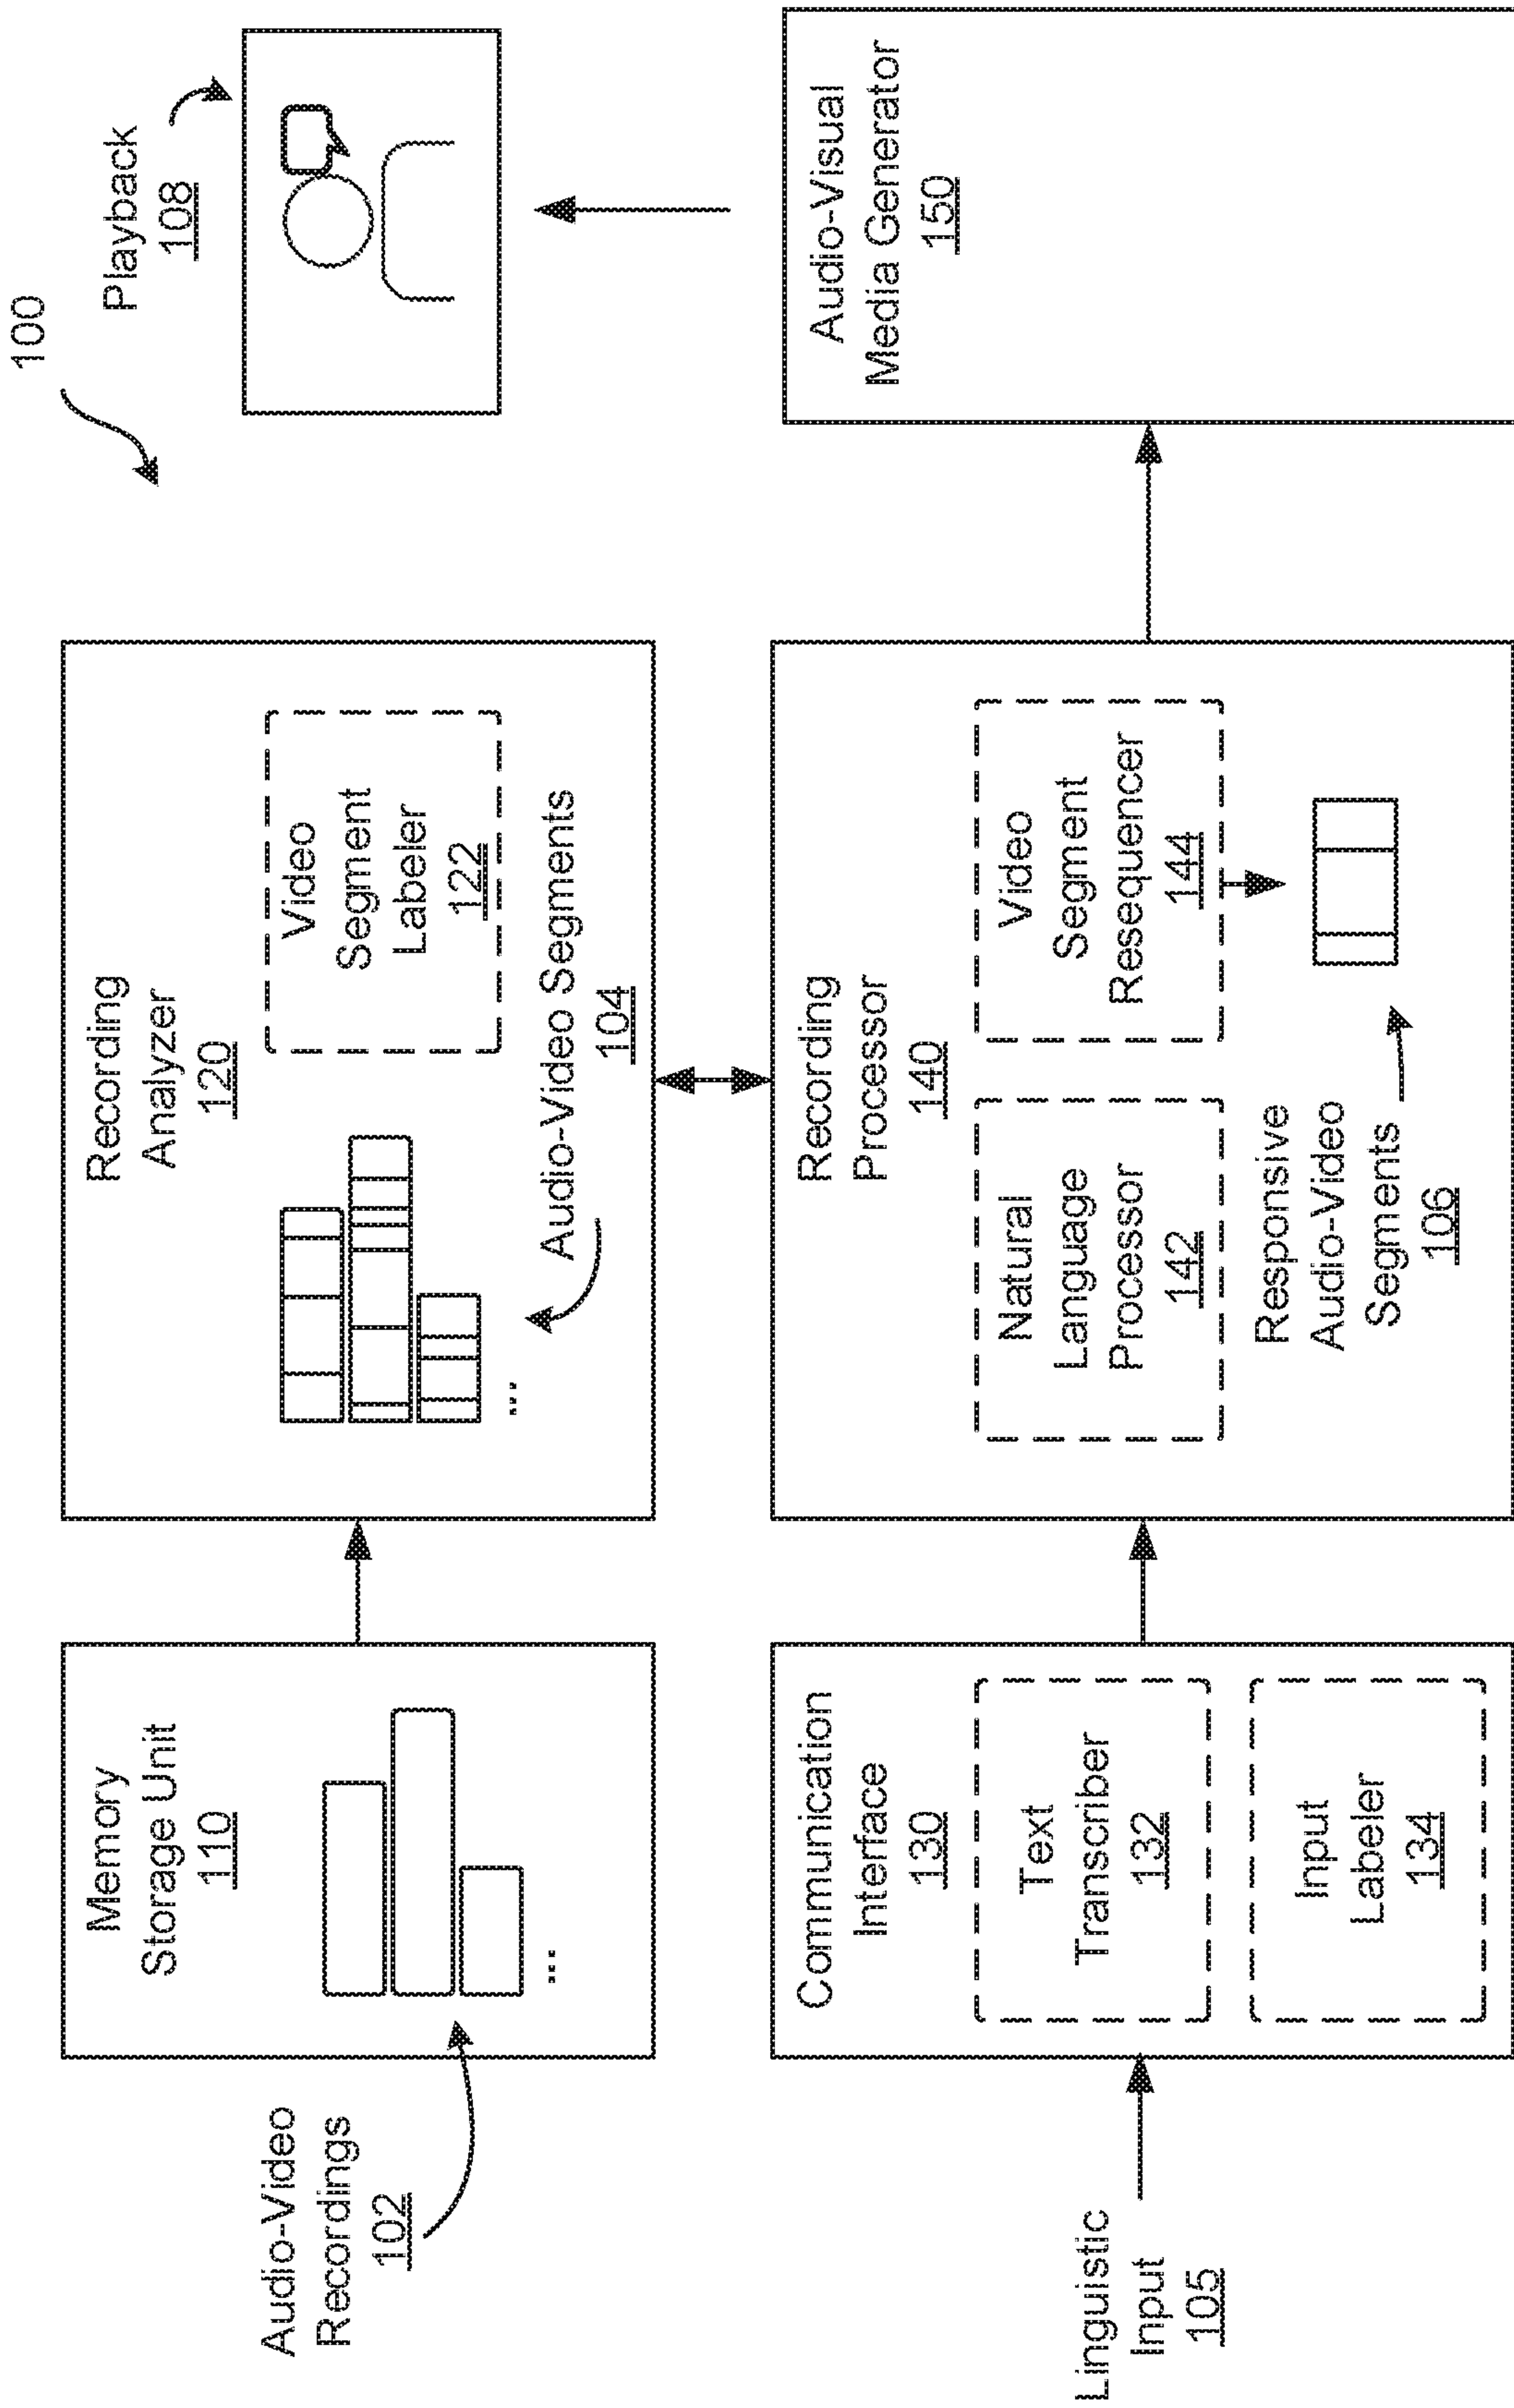 100
Audio-Video
Recordings
102
Memory
Storage Unit
110
...
Recording
Analyzer
120
Video
Segment
Labeler
122
...
Audio-Video Segments
104
Playback
108
Linguistic
Input
105
Communication
Interface
130
Text
Transcriber
132
Input
Labeler
134
Recording
Processor
140
Natural
Language
Processor
142
Video
Segment
Resequencer
144
Responsive
Audio-Video
Segments
106
Audio-Visual
Media Generator
150